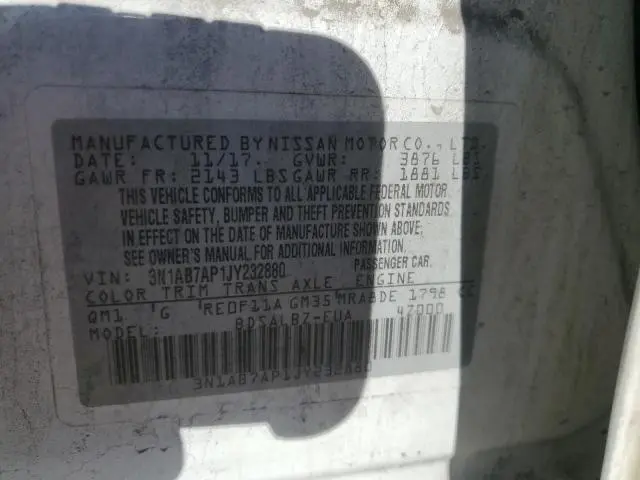 MANUFACTURED BY NISSAN MOTOR CO., LTD.
DATE: 11/17. GVWR: 3876 LBS
GAWR FR: 2143 LBS GAWR RR: 1881 LBS
THIS VEHICLE CONFORMS TO ALL APPLICABLE FEDERAL MOTOR
VEHICLE SAFETY, BUMPER AND THEFT PREVENTION STANDARDS
IN EFFECT ON THE DATE OF MANUFACTURE SHOWN ABOVE.
SEE OWNER'S MANUAL FOR ADDITIONAL INFORMATION.
VIN: 3N1AB7AP1JY232880 PASSENGER CAR.
COLOR TRIM TRANS AXLE ENGINE
QM1 G RE0F11A GM35 MRA8DE 1798 CC
MODEL: BDSALBZ-EUA 47000
3N1AB7AP1JY232880